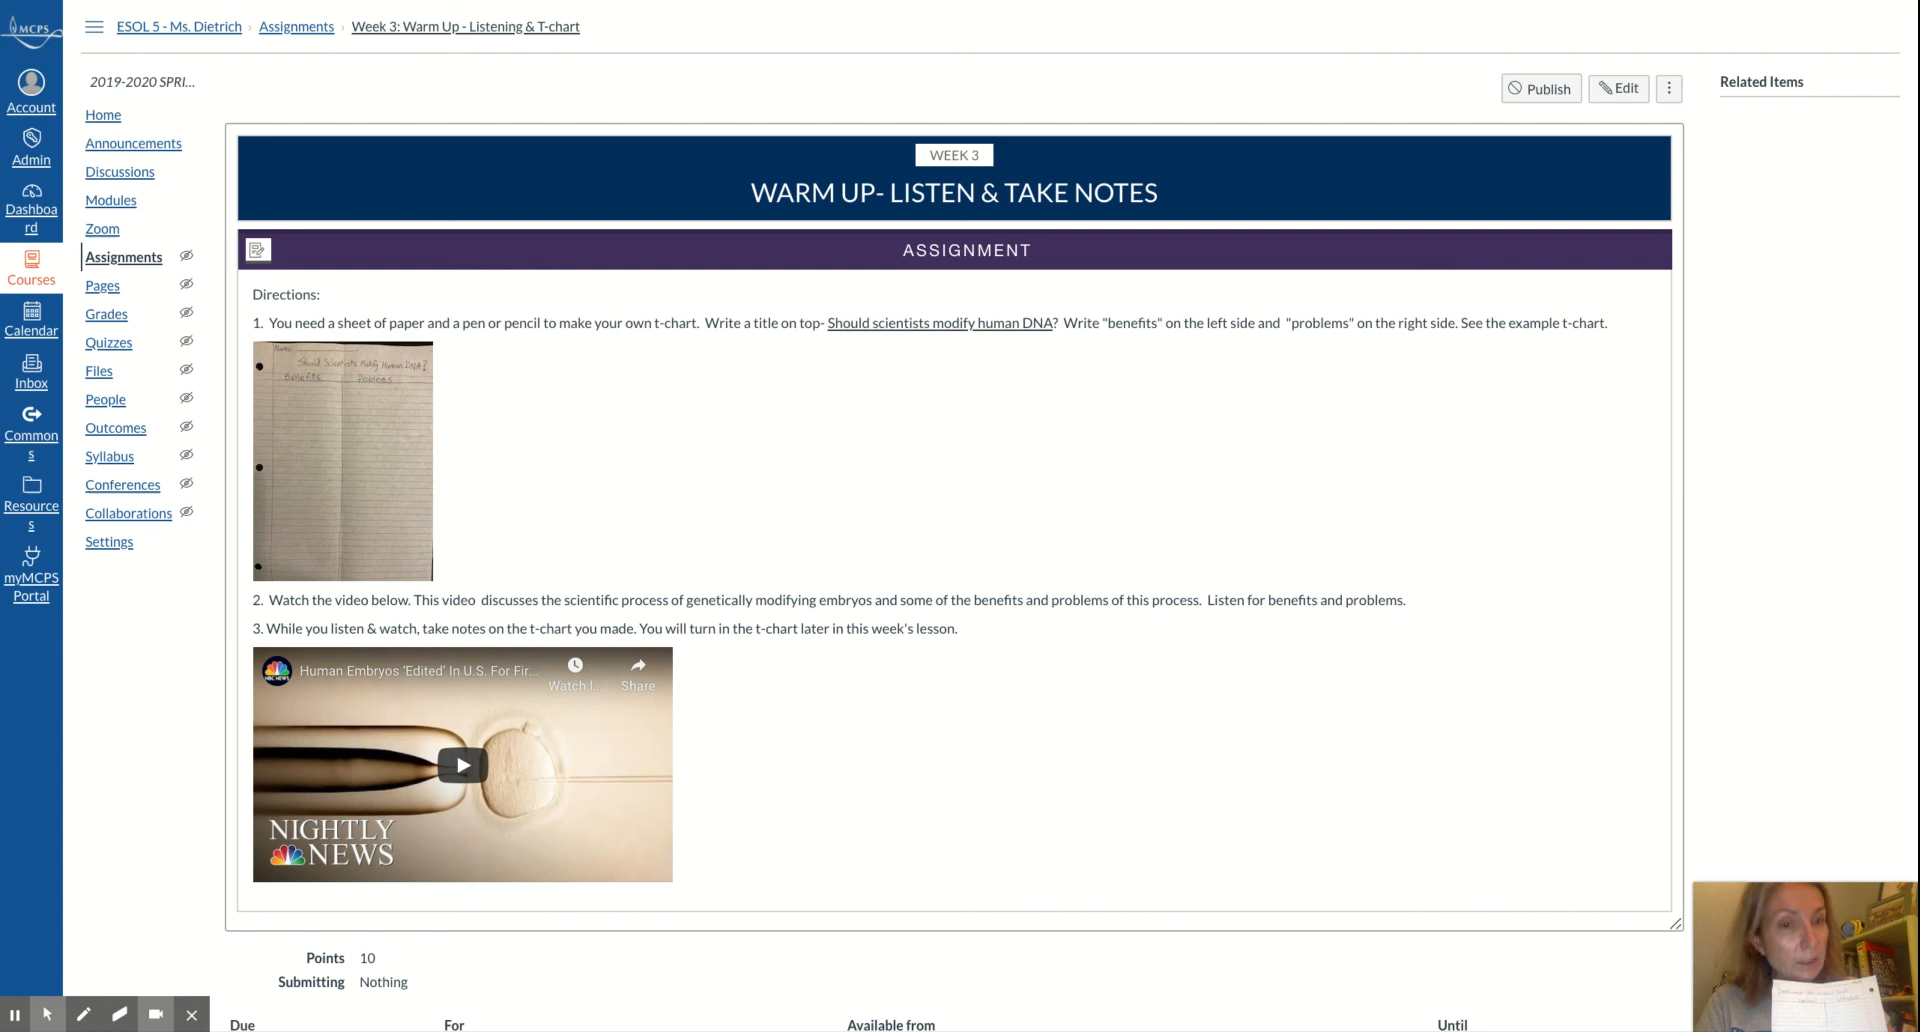 MCPS
ESOL 5 - Ms. Dietrich › Assignments › Week 3: Warm Up - Listening & T-chart
2019-2020 SPRI...
Publish
Edit
Related Items
Account
Admin
Dashboa
rd
Courses
Calendar
Inbox
Common
s
Resource
s
myMCPS
Portal
Home
Announcements
Discussions
Modules
Zoom
Assignments
Pages
Grades
Quizzes
Files
People
Outcomes
Syllabus
Conferences
Collaborations
Settings
WEEK 3
WARM UP- LISTEN & TAKE NOTES
ASSIGNMENT
Directions:
1. You need a sheet of paper and a pen or pencil to make your own t-chart. Write a title on top- Should scientists modify human DNA? Write "benefits" on the left side and "problems" on the right side. See the example t-chart.
Name
Should Scientists Modify Human DNA?
Benefits Problems
2. Watch the video below. This video discusses the scientific process of genetically modifying embryos and some of the benefits and problems of this process. Listen for benefits and problems.
3. While you listen & watch, take notes on the t-chart you made. You will turn in the t-chart later in this week's lesson.
NBC NEWS
Human Embryos 'Edited' In U.S. For Fir...
Watch l...
Share
NIGHTLY
NEWS
Points 10
Submitting Nothing
Due For Available from Until